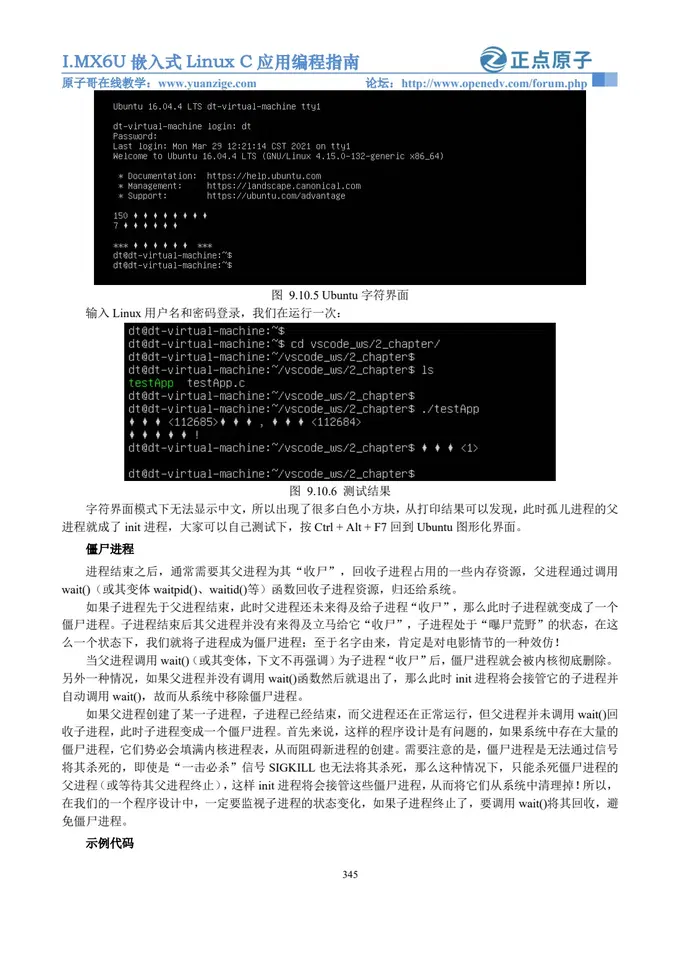 I.MX6U 嵌入式 Linux C 应用编程指南
正点原子
原子哥在线教学：www.yuanzige.com 论坛：http://www.openedv.com/forum.php
Ubuntu 16.04.4 LTS dt-virtual-machine tty1
dt-virtual-machine login: dt
Password:
Last login: Mon Mar 29 12:21:14 CST 2021 on tty1
Welcome to Ubuntu 16.04.4 LTS (GNU/Linux 4.15.0-132-generic x86_64)
* Documentation: https://help.ubuntu.com
* Management: https://landscape.canonical.com
* Support: https://ubuntu.com/advantage
150 ♦ ♦ ♦ ♦ ♦ ♦ ♦ ♦
7 ♦ ♦ ♦ ♦ ♦ ♦
*** ♦ ♦ ♦ ♦ ♦ ♦ ***
dt@dt-virtual-machine:~$
dt@dt-virtual-machine:~$
图 9.10.5 Ubuntu 字符界面
输入 Linux 用户名和密码登录，我们在运行一次：
dt@dt-virtual-machine:~$
dt@dt-virtual-machine:~$ cd vscode_ws/2_chapter/
dt@dt-virtual-machine:~/vscode_ws/2_chapter$
dt@dt-virtual-machine:~/vscode_ws/2_chapter$ ls
testApp testApp.c
dt@dt-virtual-machine:~/vscode_ws/2_chapter$
dt@dt-virtual-machine:~/vscode_ws/2_chapter$ ./testApp
♦ ♦ ♦ <112685>♦ ♦ ♦ , ♦ ♦ ♦ <112684>
♦ ♦ ♦ ♦ ♦ !
dt@dt-virtual-machine:~/vscode_ws/2_chapter$ ♦ ♦ ♦ <1>
dt@dt-virtual-machine:~/vscode_ws/2_chapter$
图 9.10.6 测试结果
字符界面模式下无法显示中文，所以出现了很多白色小方块，从打印结果可以发现，此时孤儿进程的父
进程就成了 init 进程，大家可以自己测试下，按 Ctrl + Alt + F7 回到 Ubuntu 图形化界面。
僵尸进程
进程结束之后，通常需要其父进程为其“收尸”，回收子进程占用的一些内存资源，父进程通过调用
wait()（或其变体 waitpid()、waitid()等）函数回收子进程资源，归还给系统。
如果子进程先于父进程结束，此时父进程还未来得及给子进程“收尸”，那么此时子进程就变成了一个
僵尸进程。子进程结束后其父进程并没有来得及立马给它“收尸”，子进程处于“曝尸荒野”的状态，在这
么一个状态下，我们就将子进程成为僵尸进程；至于名字由来，肯定是对电影情节的一种效仿！
当父进程调用 wait()（或其变体，下文不再强调）为子进程“收尸”后，僵尸进程就会被内核彻底删除。
另外一种情况，如果父进程并没有调用 wait()函数然后就退出了，那么此时 init 进程将会接管它的子进程并
自动调用 wait()，故而从系统中移除僵尸进程。
如果父进程创建了某一子进程，子进程已经结束，而父进程还在正常运行，但父进程并未调用 wait()回
收子进程，此时子进程变成一个僵尸进程。首先来说，这样的程序设计是有问题的，如果系统中存在大量的
僵尸进程，它们势必会填满内核进程表，从而阻碍新进程的创建。需要注意的是，僵尸进程是无法通过信号
将其杀死的，即使是“一击必杀”信号 SIGKILL 也无法将其杀死，那么这种情况下，只能杀死僵尸进程的
父进程（或等待其父进程终止），这样 init 进程将会接管这些僵尸进程，从而将它们从系统中清理掉！所以，
在我们的一个程序设计中，一定要监视子进程的状态变化，如果子进程终止了，要调用 wait()将其回收，避
免僵尸进程。
示例代码
345